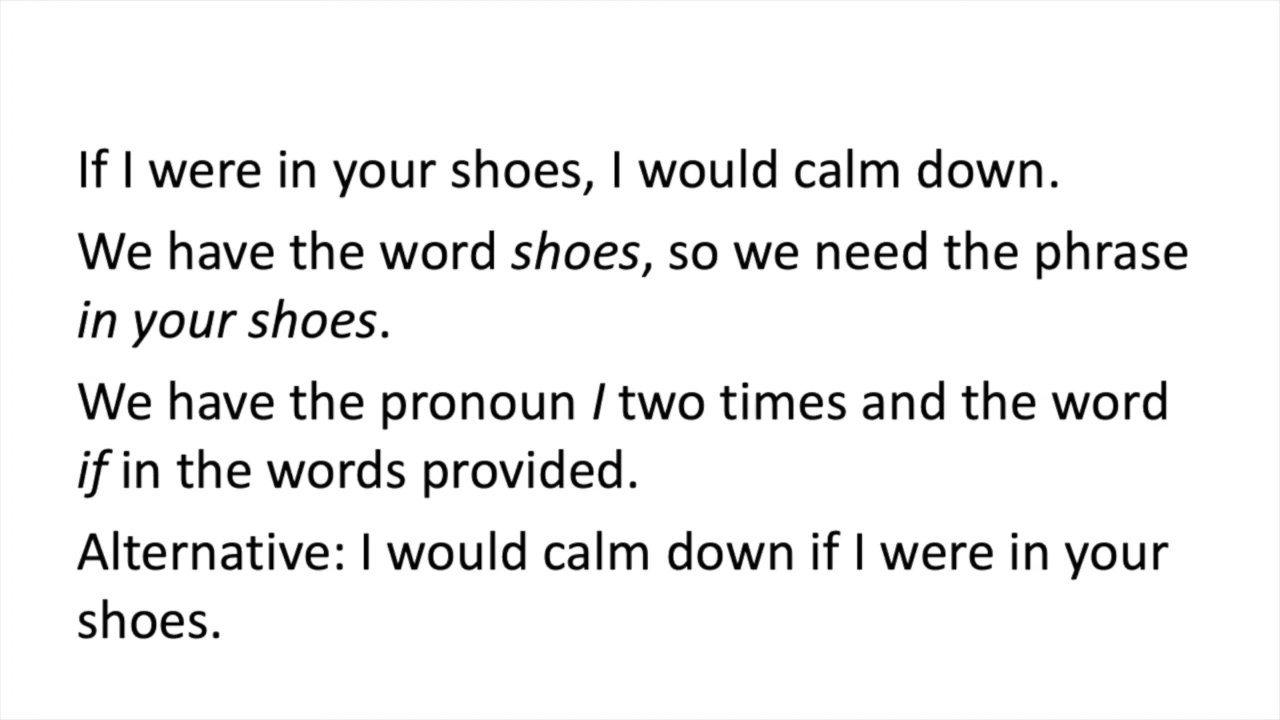 If I were in your shoes, I would calm down.
We have the word shoes, so we need the phrase
in your shoes.
We have the pronoun I two times and the word
if in the words provided.
Alternative: I would calm down if I were in your
shoes.